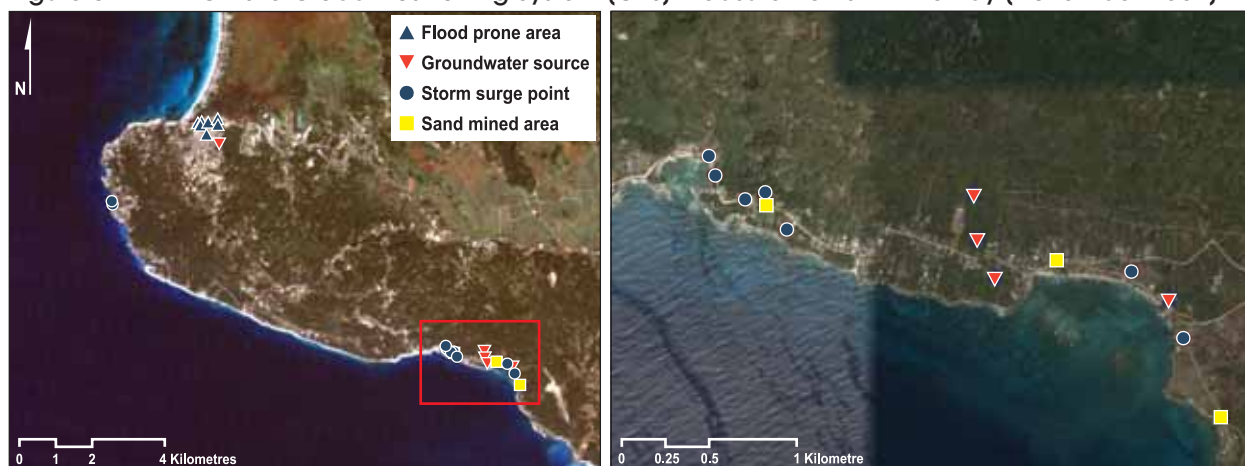 N
Flood prone area
Groundwater source
Storm surge point
Sand mined area
0 1 2 4 Kilometres
0 0.25 0.5 1 Kilometre